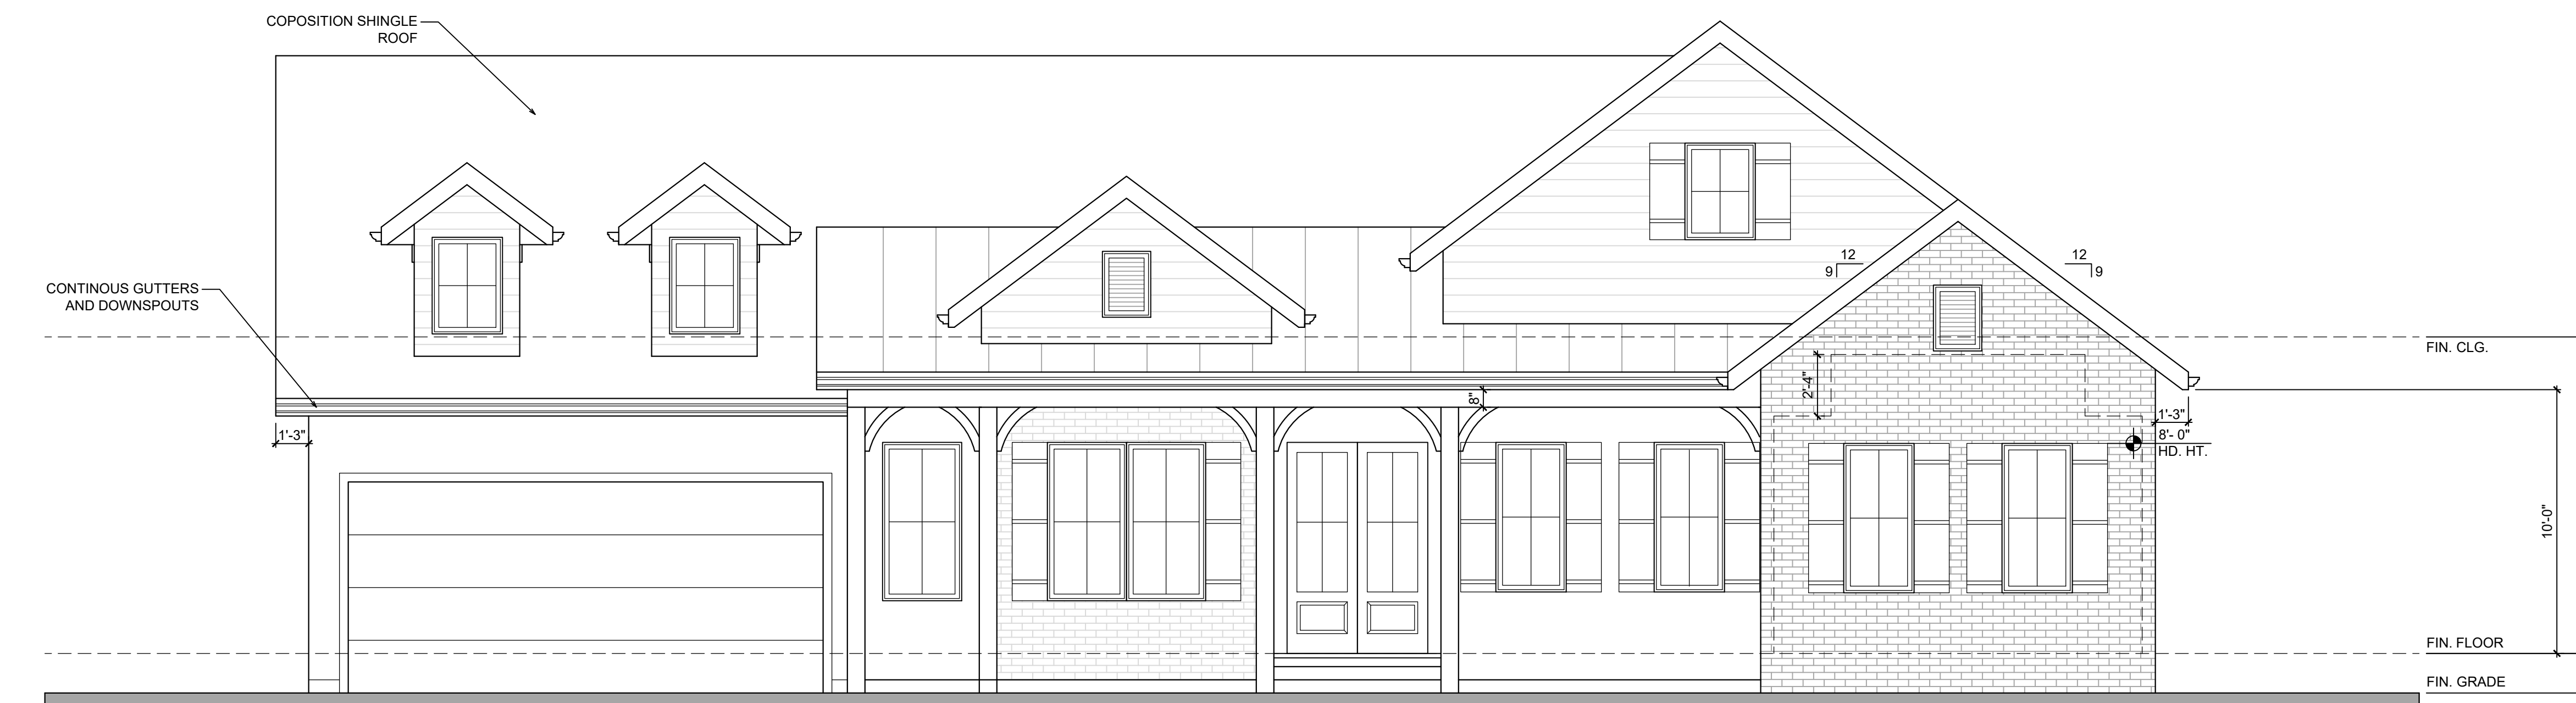 COPOSITION SHINGLE
ROOF
CONTINOUS GUTTERS
AND DOWNSPOUTS
12
9
12
9
FIN. CLG.
2'-4"
8"
1'-3"
1'-3"
8'- 0"
HD. HT.
10'-0"
FIN. FLOOR
FIN. GRADE